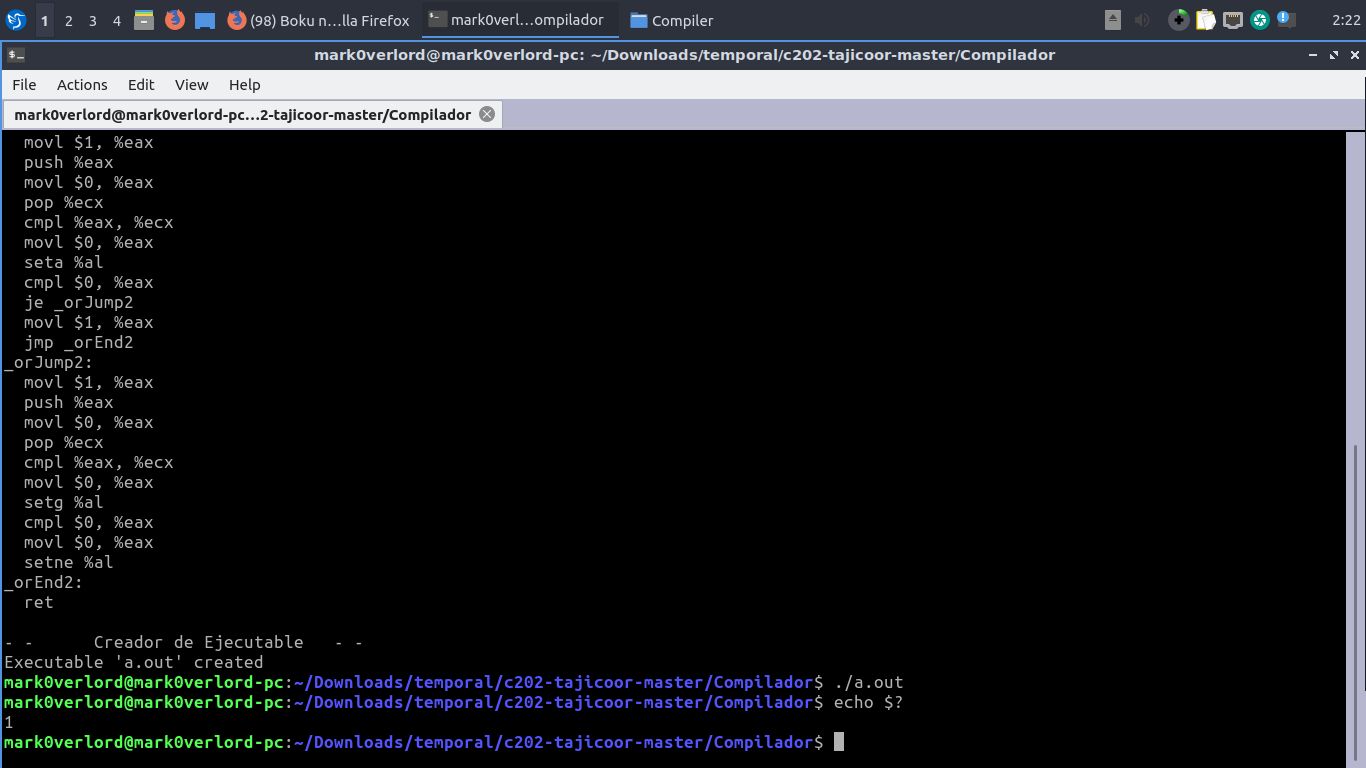 1 2 3 4 (98) Boku n...lla Firefox mark0verl...ompilador Compiler 2:22
mark0verlord@mark0verlord-pc: ~/Downloads/temporal/c202-tajicoor-master/Compilador
File Actions Edit View Help
mark0verlord@mark0verlord-pc...2-tajicoor-master/Compilador
movl $1, %eax
push %eax
movl $0, %eax
pop %ecx
cmpl %eax, %ecx
movl $0, %eax
seta %al
cmpl $0, %eax
je _orJump2
movl $1, %eax
jmp _orEnd2
_orJump2:
movl $1, %eax
push %eax
movl $0, %eax
pop %ecx
cmpl %eax, %ecx
movl $0, %eax
setg %al
cmpl $0, %eax
movl $0, %eax
setne %al
_orEnd2:
ret
- - Creador de Ejecutable - -
Executable 'a.out' created
mark0verlord@mark0verlord-pc:~/Downloads/temporal/c202-tajicoor-master/Compilador$ ./a.out
mark0verlord@mark0verlord-pc:~/Downloads/temporal/c202-tajicoor-master/Compilador$ echo $?
1
mark0verlord@mark0verlord-pc:~/Downloads/temporal/c202-tajicoor-master/Compilador$